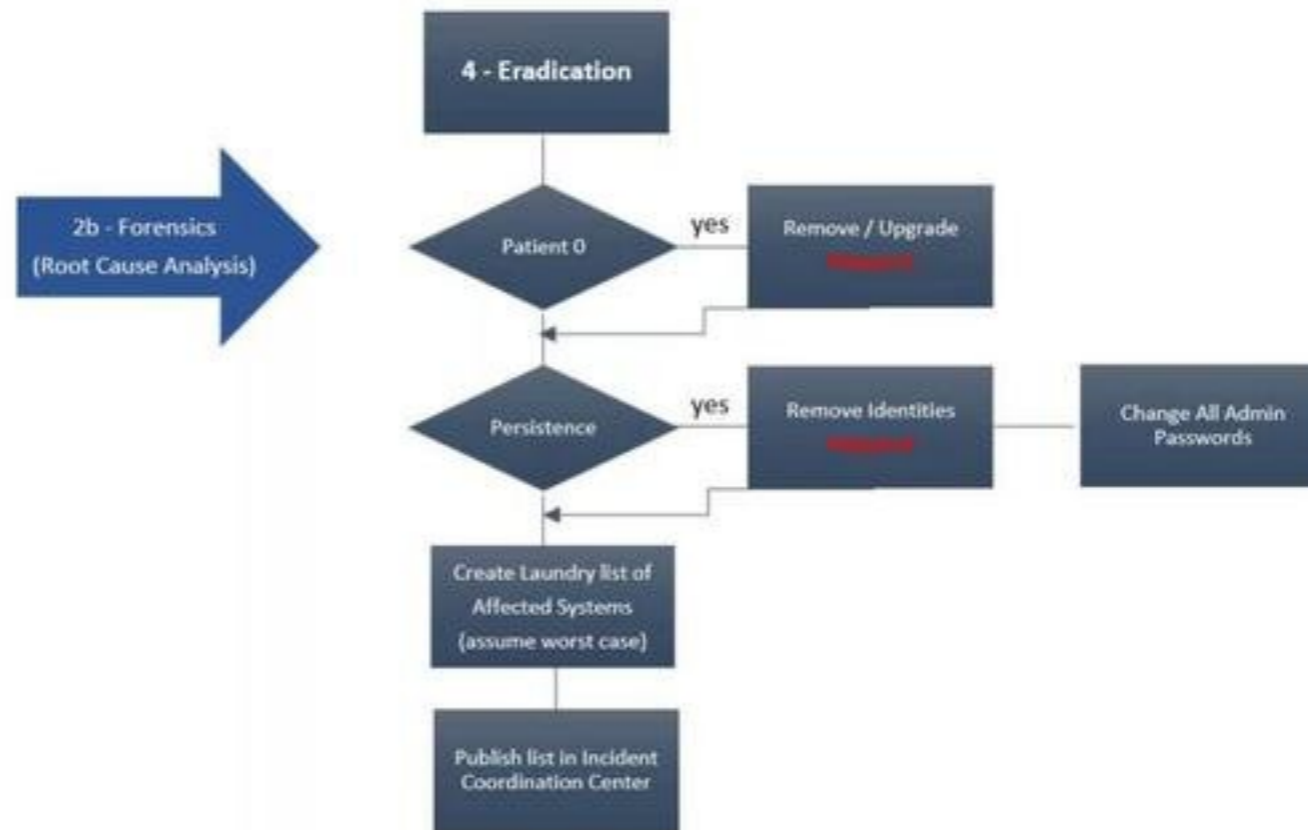 4 - Eradication
2b - Forensics
(Root Cause Analysis)
Patient 0
yes
Remove / Upgrade
Persistence
yes
Remove Identities
Change All Admin
Passwords
Create Laundry list of
Affected Systems
(assume worst case)
Publish list in Incident
Coordination Center